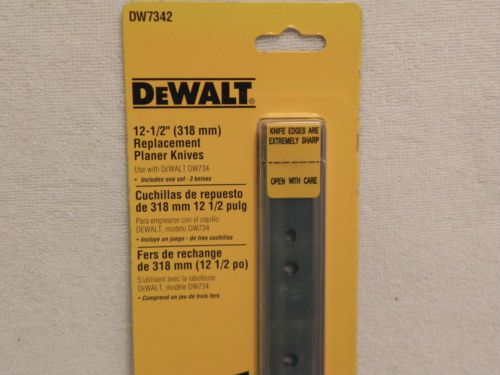 DW7342
DEWALT®
12-1/2" (318 mm)
Replacement
Planer Knives
Use with DEWALT DW734
• Includes one set - 3 knives
Cuchillas de repuesto
de 318 mm 12 1/2 pulg
Para emplearse con el cepillo
DEWALT, modelo DW734
• Incluye un juego - de tres cuchillas
Fers de rechange
de 318 mm (12 1/2 po)
S'utilisent avec la raboteuse
DEWALT, modèle DW734
• Comprend un jeu de trois fers
KNIFE EDGES ARE
EXTREMELY SHARP
OPEN WITH CARE